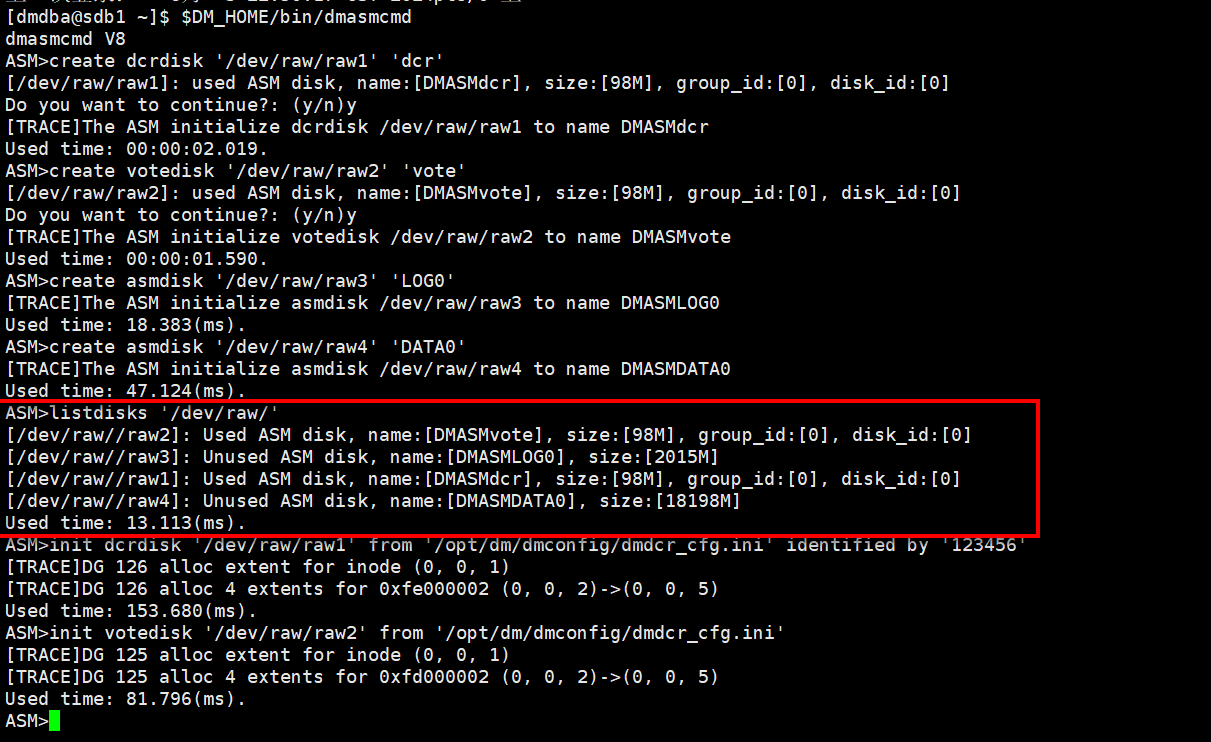 [dmdba@sdb1 ~]$ $DM_HOME/bin/dmasmcmd
dmasmcmd V8
ASM>create dcrdisk '/dev/raw/raw1' 'dcr'
[/dev/raw/raw1]: used ASM disk, name:[DMASMdcr], size:[98M], group_id:[0], disk_id:[0]
Do you want to continue?: (y/n)y
[TRACE]The ASM initialize dcrdisk /dev/raw/raw1 to name DMASMdcr
Used time: 00:00:02.019.
ASM>create votedisk '/dev/raw/raw2' 'vote'
[/dev/raw/raw2]: used ASM disk, name:[DMASMvote], size:[98M], group_id:[0], disk_id:[0]
Do you want to continue?: (y/n)y
[TRACE]The ASM initialize votedisk /dev/raw/raw2 to name DMASMvote
Used time: 00:00:01.590.
ASM>create asmdisk '/dev/raw/raw3' 'LOG0'
[TRACE]The ASM initialize asmdisk /dev/raw/raw3 to name DMASMLOG0
Used time: 18.383(ms).
ASM>create asmdisk '/dev/raw/raw4' 'DATA0'
[TRACE]The ASM initialize asmdisk /dev/raw/raw4 to name DMASMDATA0
Used time: 47.124(ms).
ASM>listdisks '/dev/raw/'
[/dev/raw//raw2]: Used ASM disk, name:[DMASMvote], size:[98M], group_id:[0], disk_id:[0]
[/dev/raw//raw3]: Unused ASM disk, name:[DMASMLOG0], size:[2015M]
[/dev/raw//raw1]: Used ASM disk, name:[DMASMdcr], size:[98M], group_id:[0], disk_id:[0]
[/dev/raw//raw4]: Unused ASM disk, name:[DMASMDATA0], size:[18198M]
Used time: 13.113(ms).
ASM>init dcrdisk '/dev/raw/raw1' from '/opt/dm/dmconfig/dmdcr_cfg.ini' identified by '123456'
[TRACE]DG 126 alloc extent for inode (0, 0, 1)
[TRACE]DG 126 alloc 4 extents for 0xfe000002 (0, 0, 2)->(0, 0, 5)
Used time: 153.680(ms).
ASM>init votedisk '/dev/raw/raw2' from '/opt/dm/dmconfig/dmdcr_cfg.ini'
[TRACE]DG 125 alloc extent for inode (0, 0, 1)
[TRACE]DG 125 alloc 4 extents for 0xfd000002 (0, 0, 2)->(0, 0, 5)
Used time: 81.796(ms).
ASM>